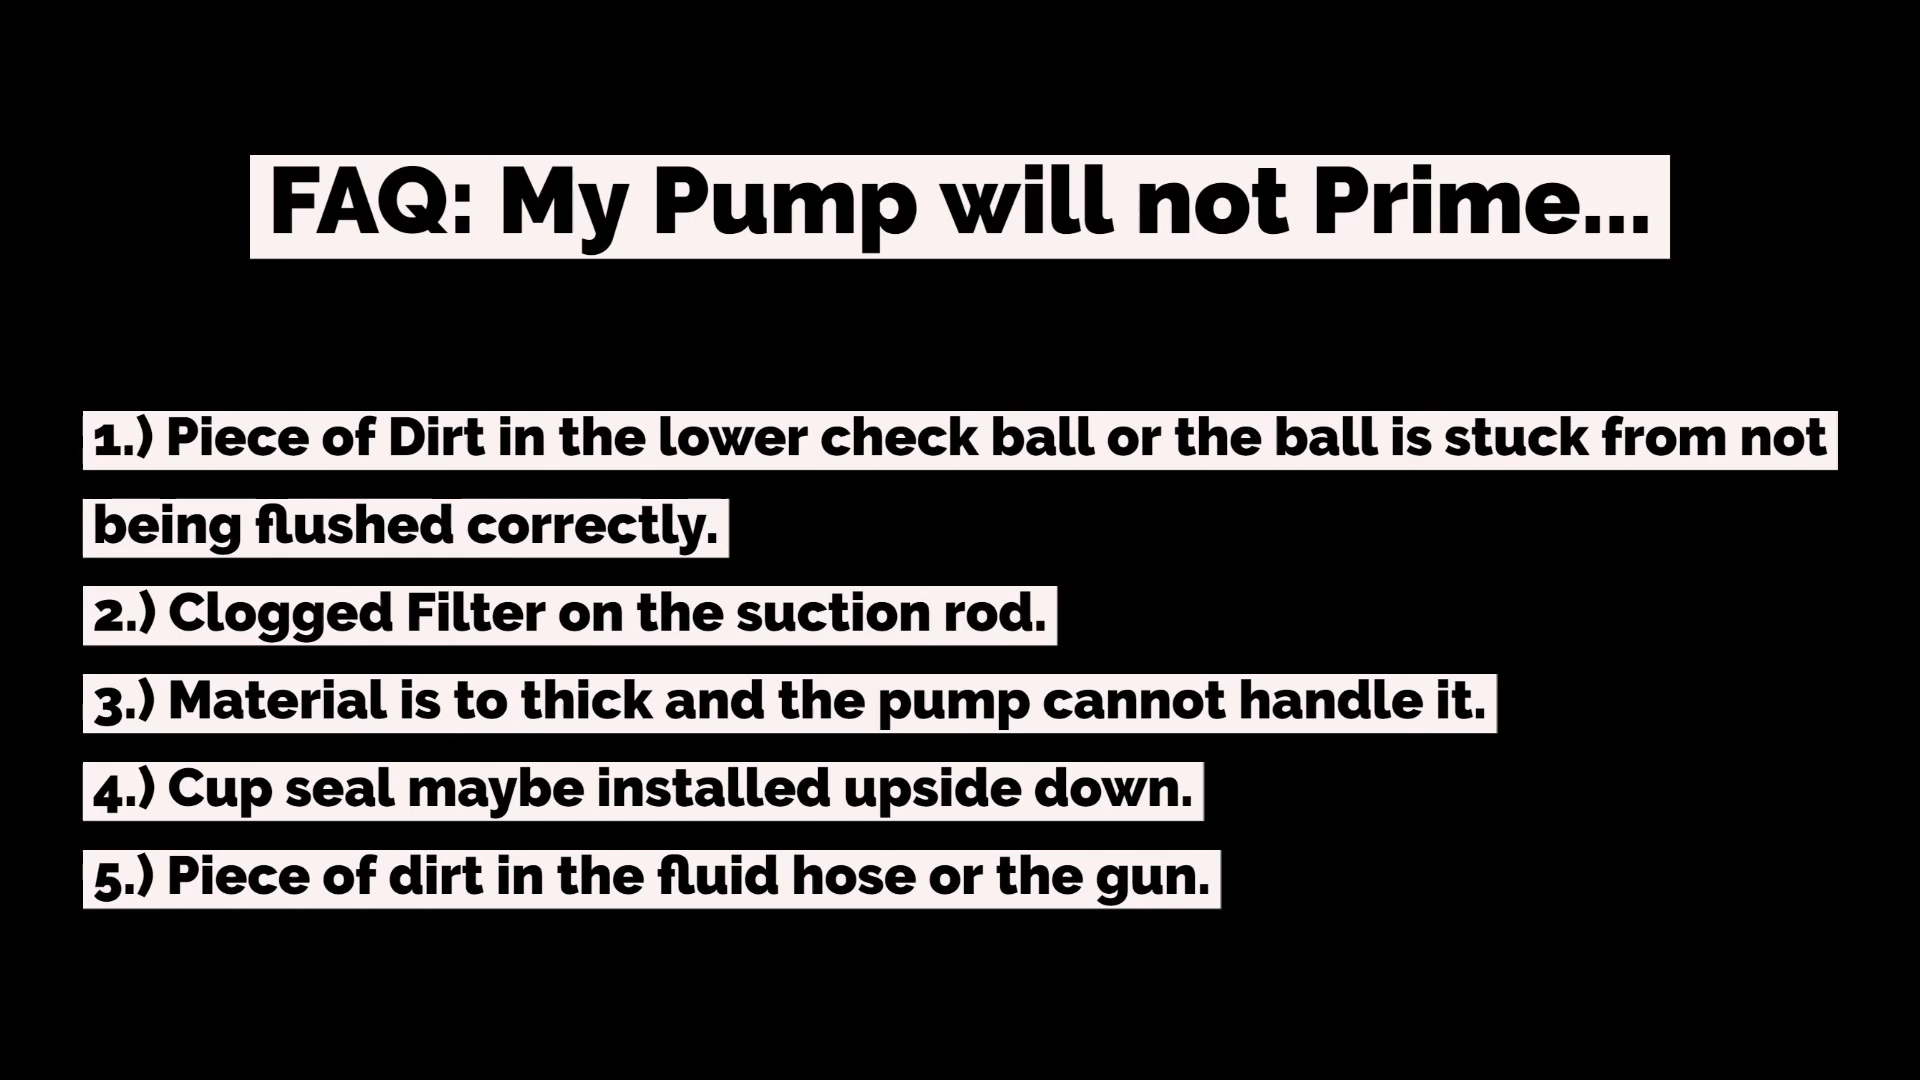 FAQ: My Pump will not Prime...
1.) Piece of Dirt in the lower check ball or the ball is stuck from not
being flushed correctly.
2.) Clogged Filter on the suction rod.
3.) Material is to thick and the pump cannot handle it.
4.) Cup seal maybe installed upside down.
5.) Piece of dirt in the fluid hose or the gun.